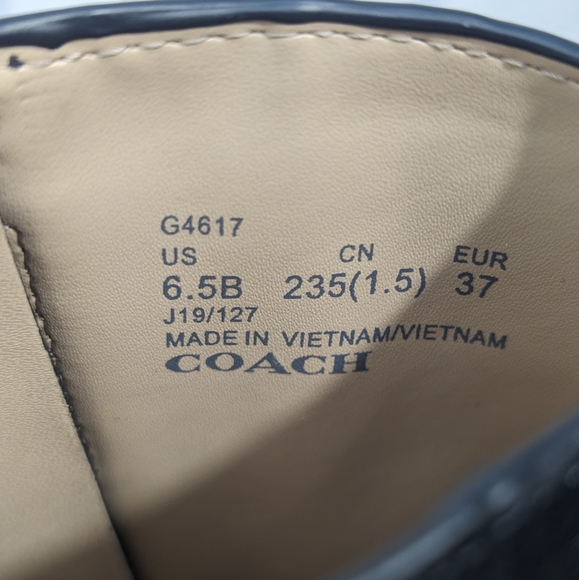 G4617
US CN EUR
6.5B 235(1.5) 37
J19/127
MADE IN VIETNAM/VIETNAM
COACH